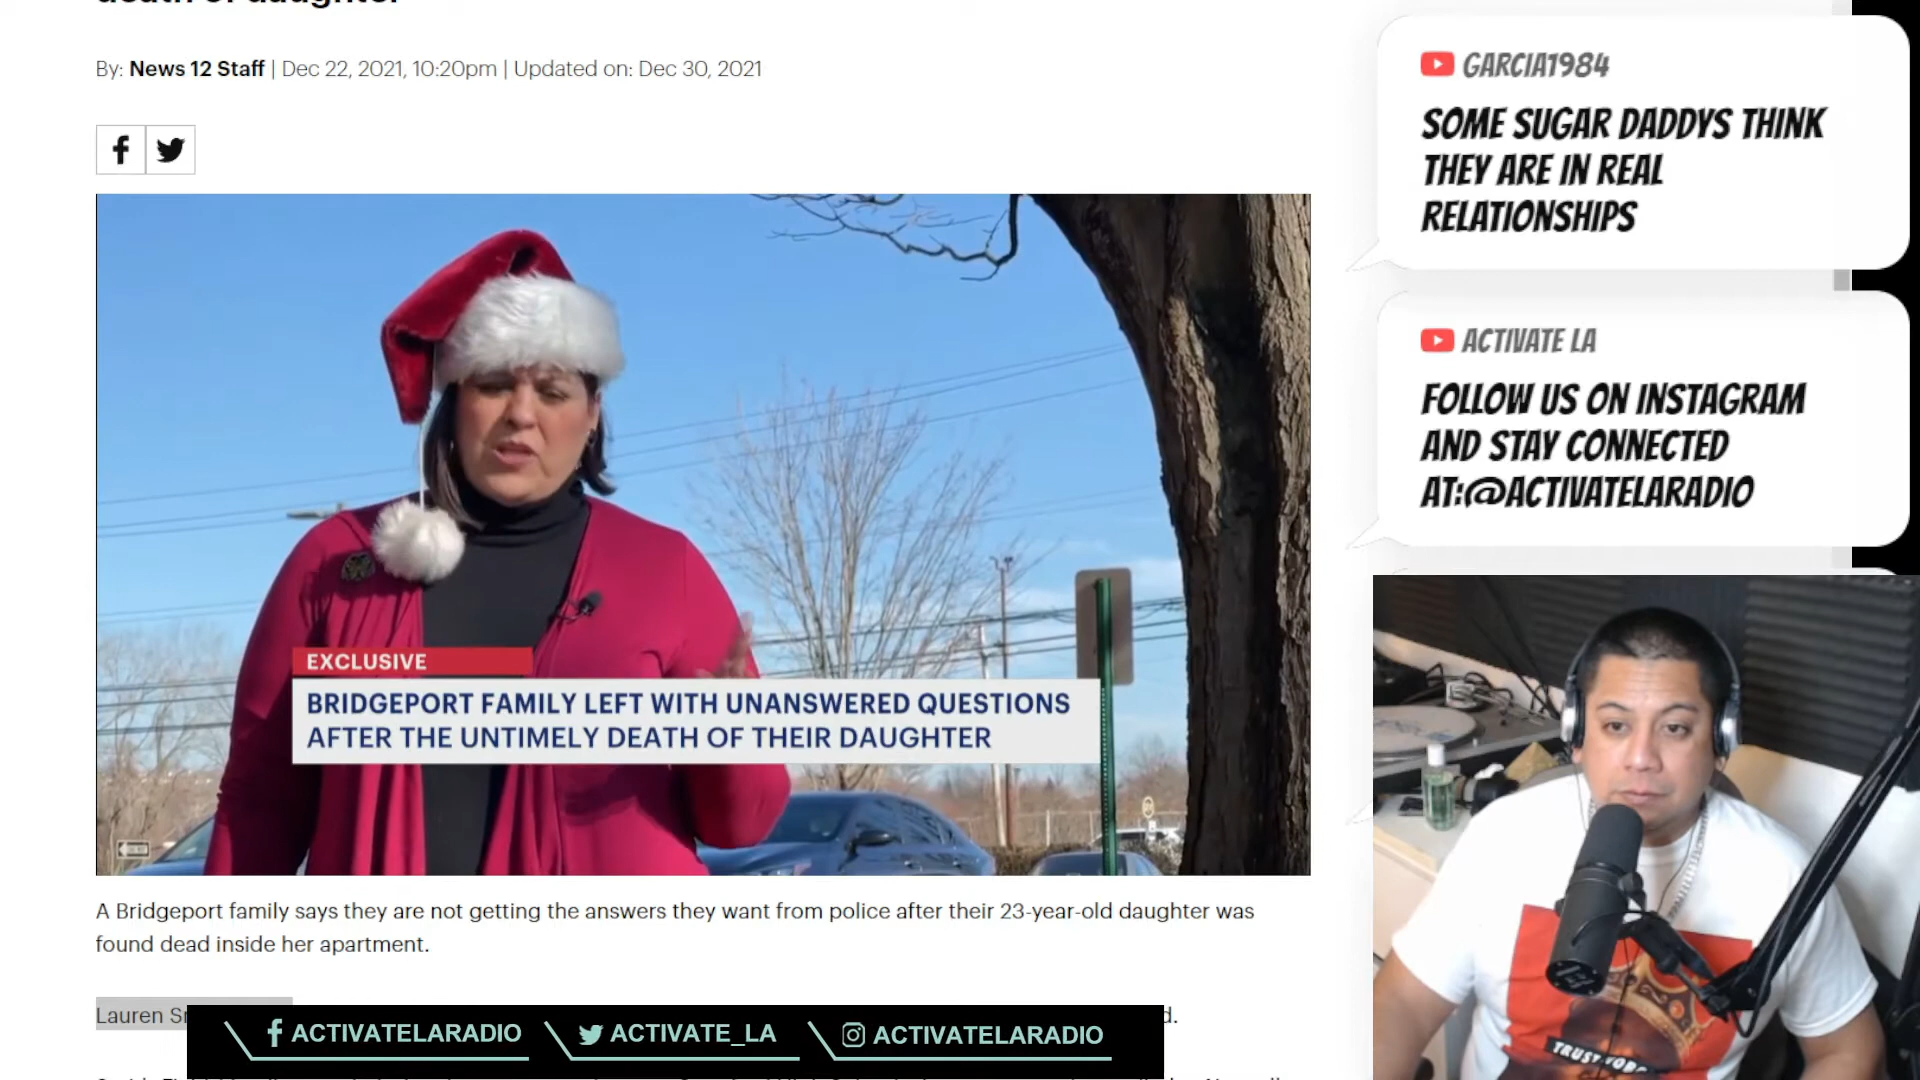 By: News 12 Staff | Dec 22, 2021, 10:20pm | Updated on: Dec 30, 2021
EXCLUSIVE
BRIDGEPORT FAMILY LEFT WITH UNANSWERED QUESTIONS
AFTER THE UNTIMELY DEATH OF THEIR DAUGHTER
A Bridgeport family says they are not getting the answers they want from police after their 23-year-old daughter was
found dead inside her apartment.
Lauren
ACTIVATELARADIO
ACTIVATE_LA
ACTIVATELARADIO
GARCIA1984
SOME SUGAR DADDYS THINK
THEY ARE IN REAL
RELATIONSHIPS
ACTIVATE LA
FOLLOW US ON INSTAGRAM
AND STAY CONNECTED
AT:@ACTIVATELARADIO